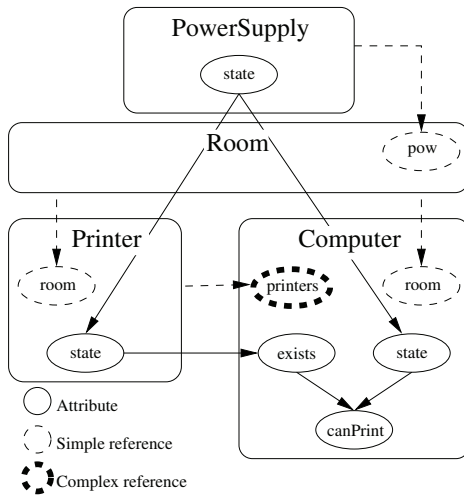 PowerSupply
state
Room
pow
Printer
Computer
room
printers
room
state
exists
state
canPrint
Attribute
Simple reference
Complex reference